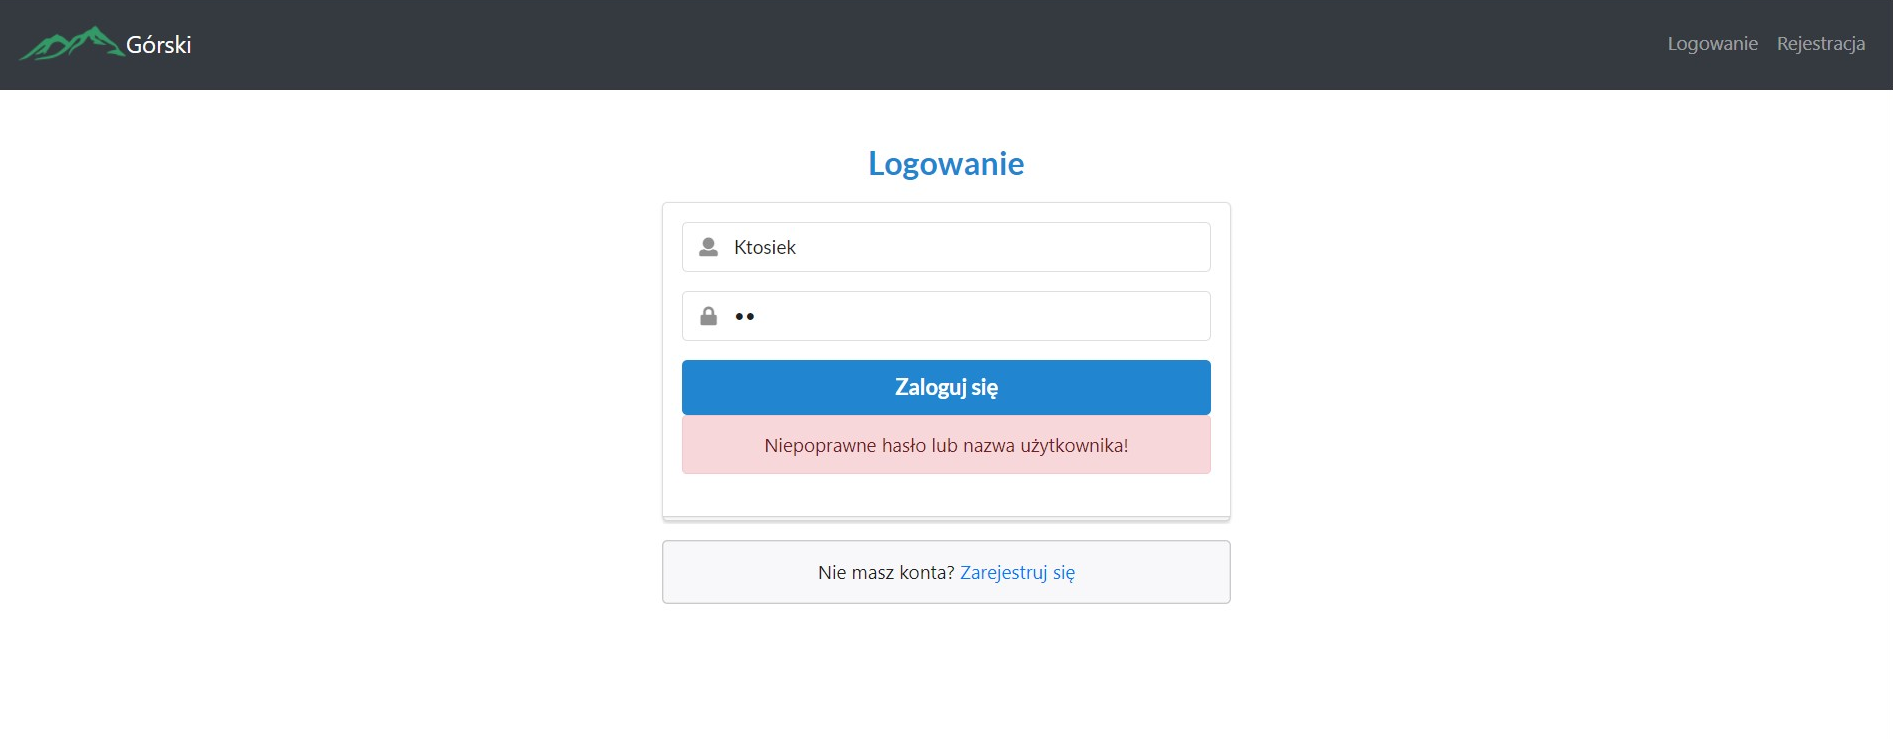 Górski
Logowanie Rejestracja
Logowanie
Ktosiek
••
Zaloguj się
Niepoprawne hasło lub nazwa użytkownika!
Nie masz konta? Zarejestruj się